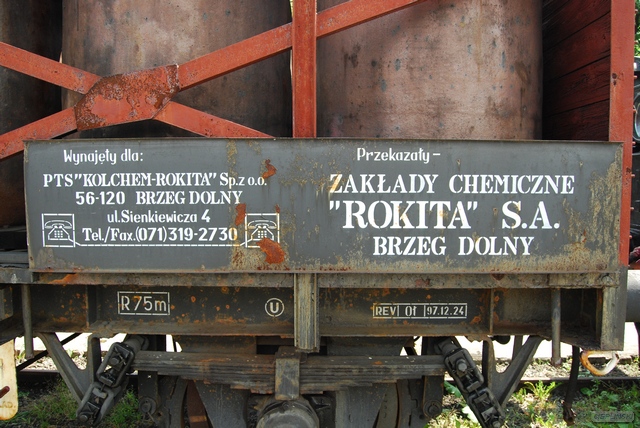 Wynajęty dla:
PTS "KOLCHEM-ROKITA" Sp.z o.o.
56-120 BRZEG DOLNY
ul.Sienkiewicza 4
Tel./Fax.(071)319-2730
Przekazały –
ZAKŁADY CHEMICZNE
"ROKITA" S.A.
BRZEG DOLNY
R75m
U
REV 01 97.12.24